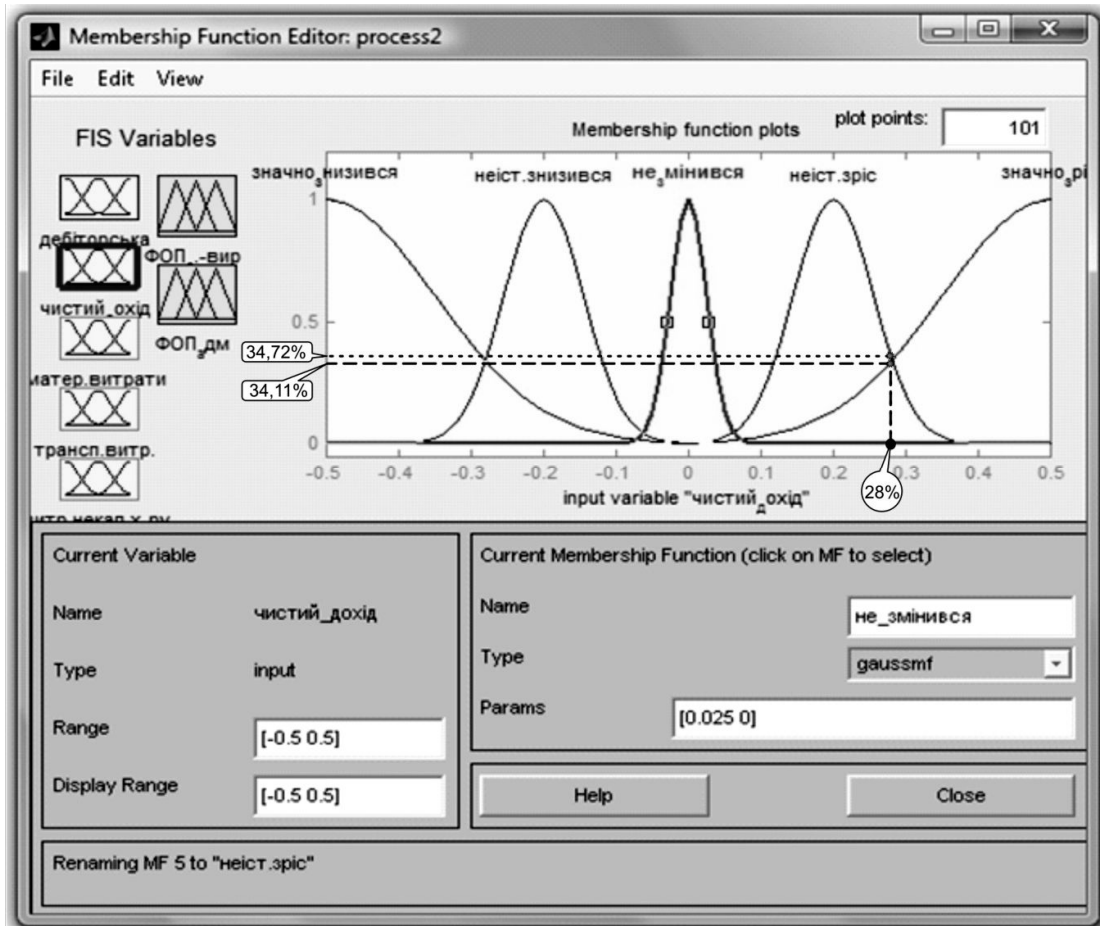 Membership Function Editor: process2
File Edit View
FIS Variables
plot points: 101
Membership function plots
значно_знизився неіст.знизився не_змінився неіст.зріс значно_зрі
дебіторська
ФОП_.-вир
чистий_охід
ФОП_здм
матер.витрати
трансп.витр.
1
0.5
0
34,72%
34,11%
-0.5 -0.4 -0.3 -0.2 -0.1 0 0.1 0.2 0.3 0.4 0.5
28%
input variable "чистий_дохід"
Current Variable
Name чистий_дохід
Type input
Range [-0.5 0.5]
Display Range [-0.5 0.5]
Current Membership Function (click on MF to select)
Name не_змінився
Type gaussmf
Params [0.025 0]
Help Close
Renaming MF 5 to "неіст.зріс"